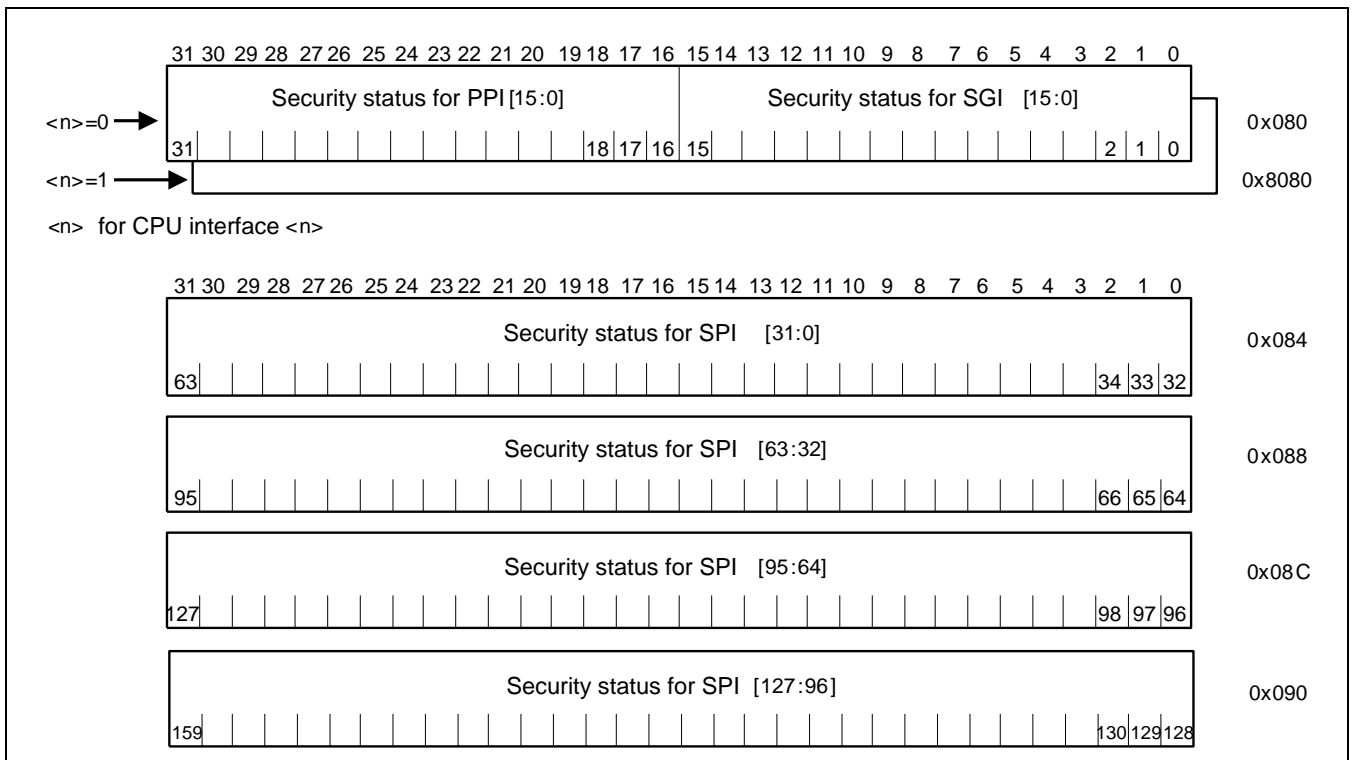 31 30 29 28 27 26 25 24 23 22 21 20 19 18 17 16 15 14 13 12 11 10 9 8 7 6 5 4 3 2 1 0
Security status for PPI [15:0] Security status for SGI [15:0]
<n>=0 0x080
31 18 17 16 15 2 1 0
<n>=1 0x8080
<n> for CPU interface <n>
31 30 29 28 27 26 25 24 23 22 21 20 19 18 17 16 15 14 13 12 11 10 9 8 7 6 5 4 3 2 1 0
Security status for SPI [31:0] 0x084
63 34 33 32
Security status for SPI [63:32] 0x088
95 66 65 64
Security status for SPI [95:64] 0x08C
127 98 97 96
Security status for SPI [127:96] 0x090
159 130 129 128